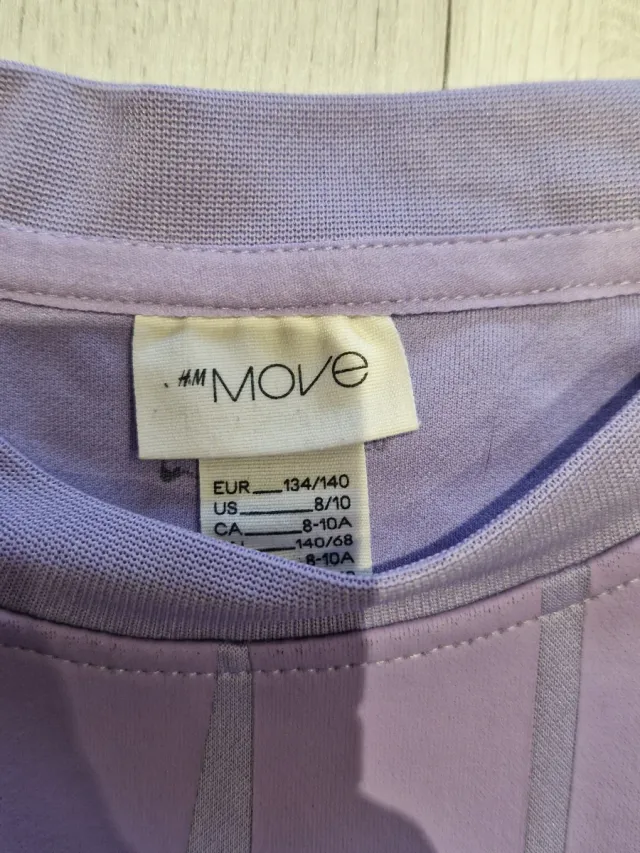 H&M MOVE
EUR 134/140
US 8/10
CA 8-10A
140/68
8-10A